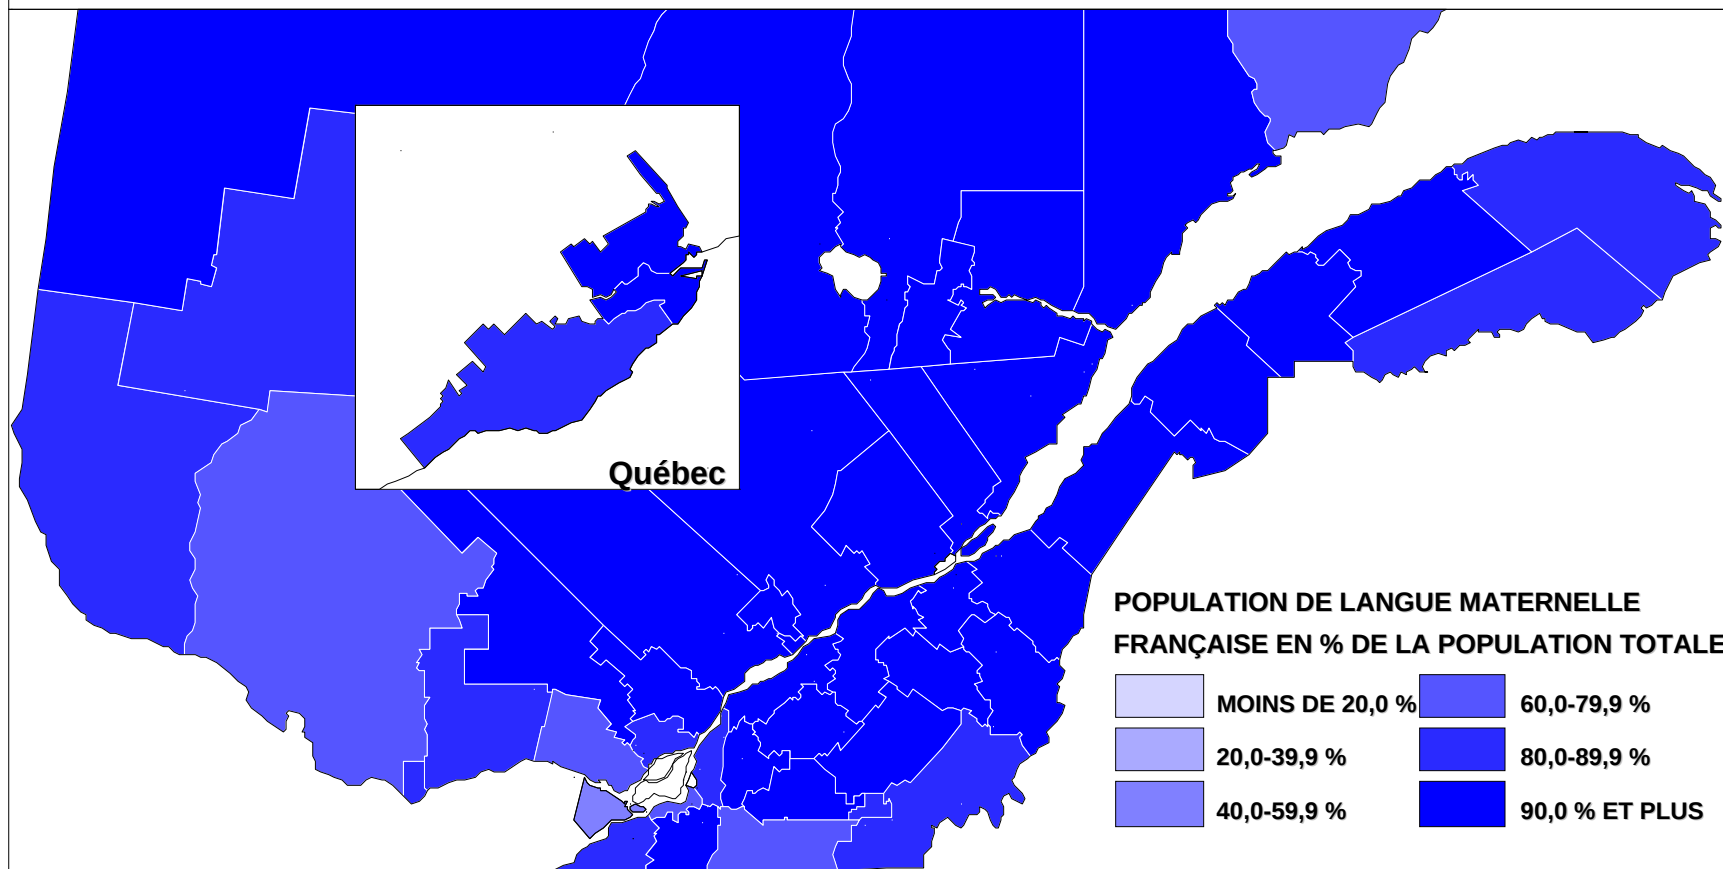 Québec
POPULATION DE LANGUE MATERNELLE
FRANÇAISE EN % DE LA POPULATION TOTALE
MOINS DE 20,0 %
60,0-79,9 %
20,0-39,9 %
80,0-89,9 %
40,0-59,9 %
90,0 % ET PLUS